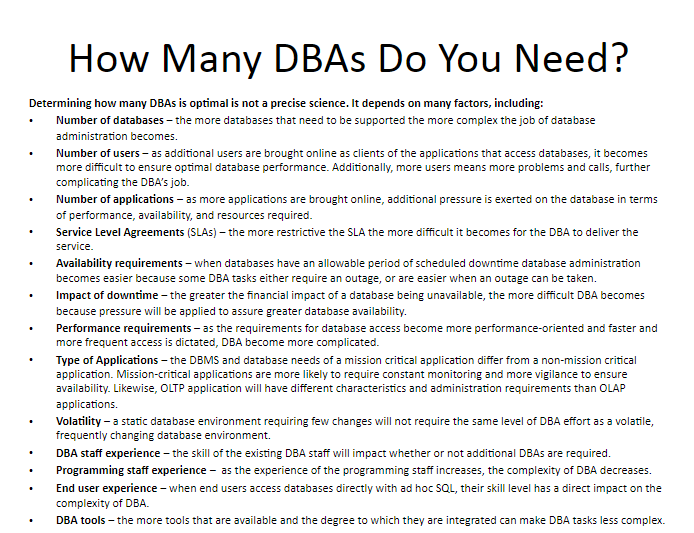 How Many DBAs Do You Need?
Determining how many DBAs is optimal is not a precise science. It depends on many factors, including:
• Number of databases – the more databases that need to be supported the more complex the job of database
administration becomes.
• Number of users – as additional users are brought online as clients of the applications that access databases, it becomes
more difficult to ensure optimal database performance. Additionally, more users means more problems and calls, further
complicating the DBA's job.
• Number of applications – as more applications are brought online, additional pressure is exerted on the database in terms
of performance, availability, and resources required.
• Service Level Agreements (SLAs) – the more restrictive the SLA the more difficult it becomes for the DBA to deliver the
service.
• Availability requirements – when databases have an allowable period of scheduled downtime database administration
becomes easier because some DBA tasks either require an outage, or are easier when an outage can be taken.
• Impact of downtime – the greater the financial impact of a database being unavailable, the more difficult DBA becomes
because pressure will be applied to assure greater database availability.
• Performance requirements – as the requirements for database access become more performance-oriented and faster and
more frequent access is dictated, DBA become more complicated.
• Type of Applications – the DBMS and database needs of a mission critical application differ from a non-mission critical
application. Mission-critical applications are more likely to require constant monitoring and more vigilance to ensure
availability. Likewise, OLTP application will have different characteristics and administration requirements than OLAP
applications.
• Volatility – a static database environment requiring few changes will not require the same level of DBA effort as a volatile,
frequently changing database environment.
• DBA staff experience – the skill of the existing DBA staff will impact whether or not additional DBAs are required.
• Programming staff experience – as the experience of the programming staff increases, the complexity of DBA decreases.
• End user experience – when end users access databases directly with ad hoc SQL, their skill level has a direct impact on the
complexity of DBA.
• DBA tools – the more tools that are available and the degree to which they are integrated can make DBA tasks less complex.